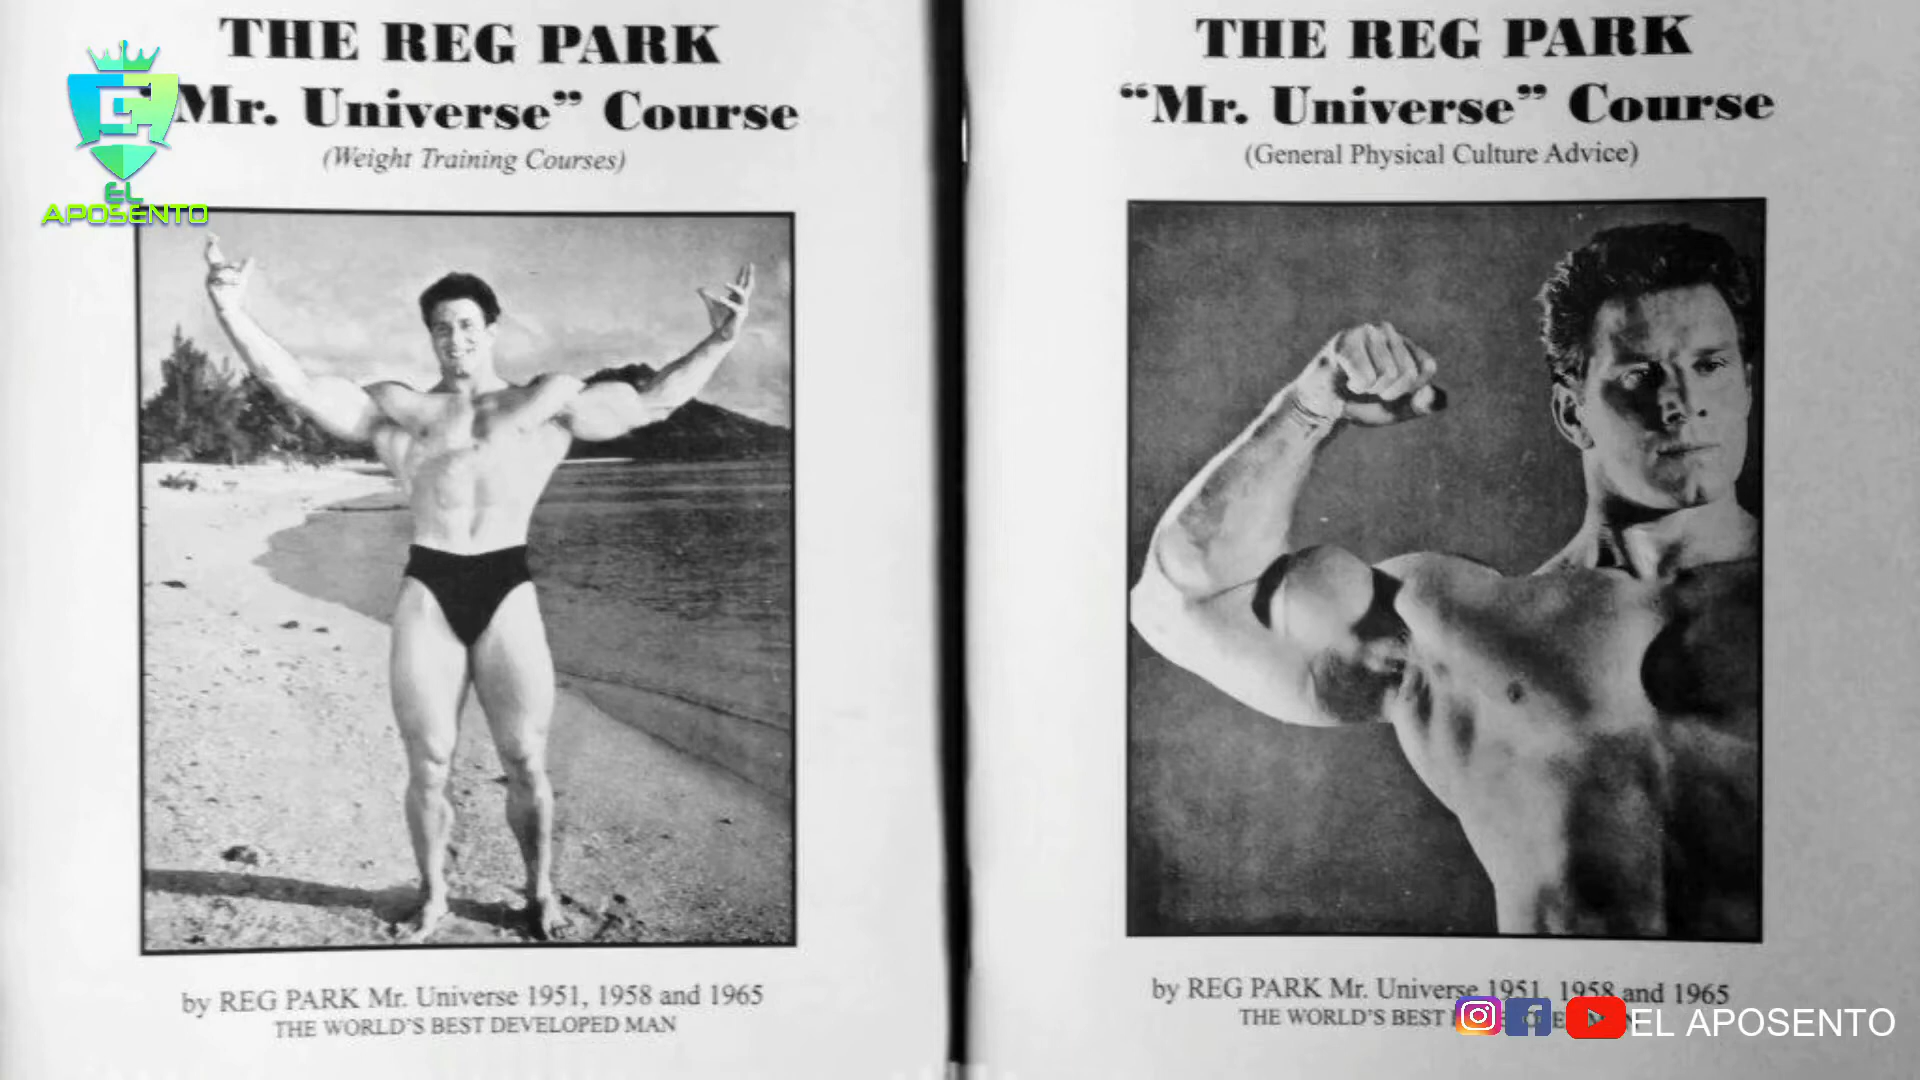 THE REG PARK
Mr. Universe” Course
(Weight Training Courses)
EL
APOSENTO
by REG PARK Mr. Universe 1951, 1958 and 1965
THE WORLD'S BEST DEVELOPED MAN
THE REG PARK
“Mr. Universe” Course
(General Physical Culture Advice)
by REG PARK Mr. Universe 1951, 1958 and 1965
THE WORLD'S BEST
EL APOSENTO